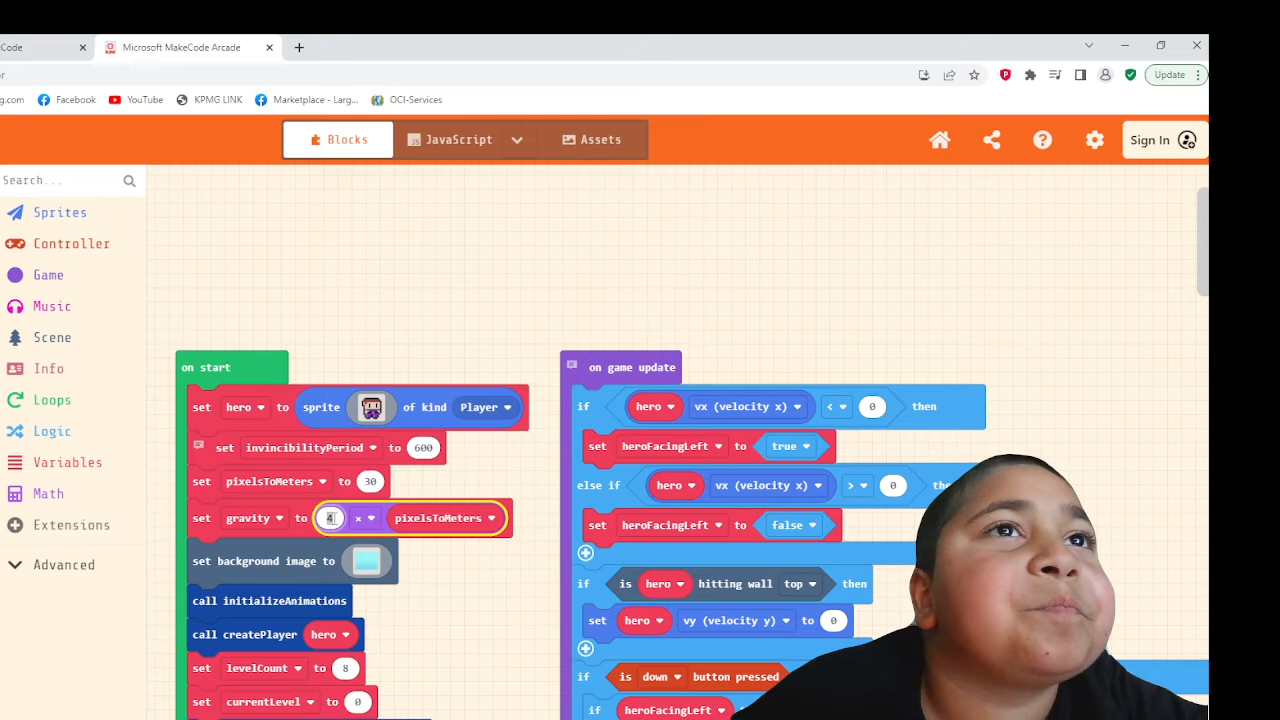 Code
Microsoft MakeCode Arcade
or
Update
g.com
Facebook
YouTube
KPMG LINK
Marketplace - Larg...
OCI-Services
Blocks
JavaScript
Assets
Sign In
Search...
Sprites
Controller
Game
Music
Scene
Info
Loops
Logic
Variables
Math
Extensions
Advanced
on start
set hero to sprite of kind Player
set invincibilityPeriod to 600
set pixelsToMeters to 30
set gravity to 4 x pixelsToMeters
set background image to
call initializeAnimations
call createPlayer hero
set levelCount to 8
set currentLevel to 0
on game update
if hero vx (velocity x) < 0 then
set heroFacingLeft to true
else if hero vx (velocity x) > 0 the
set heroFacingLeft to false
if is hero hitting wall top then
set hero vy (velocity y) to 0
if is down button pressed
if heroFacingLeft